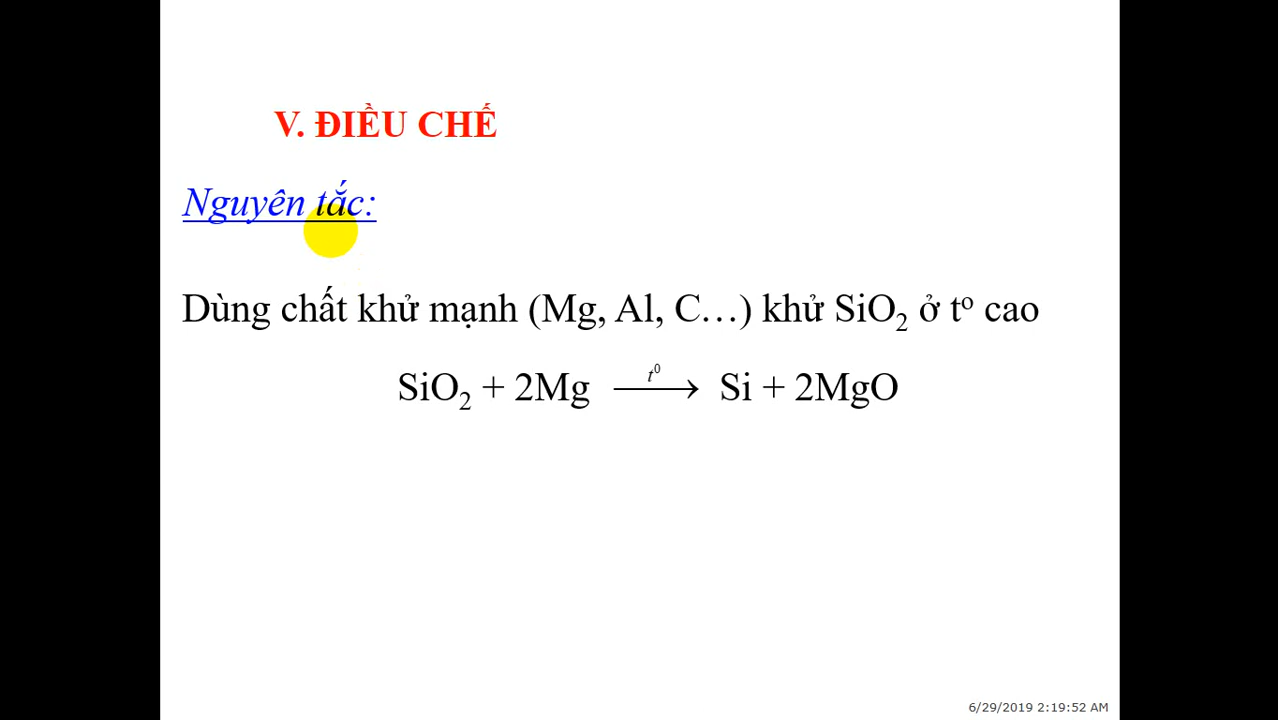 V. ĐIỀU CHẾ
Nguyên tắc:
Dùng chất khử mạnh (Mg, Al, C…) khử SiO₂ ở tᵒ cao
SiO₂ + 2Mg ⟶ᵗ⁰ Si + 2MgO
6/29/2019 2:19:52 AM